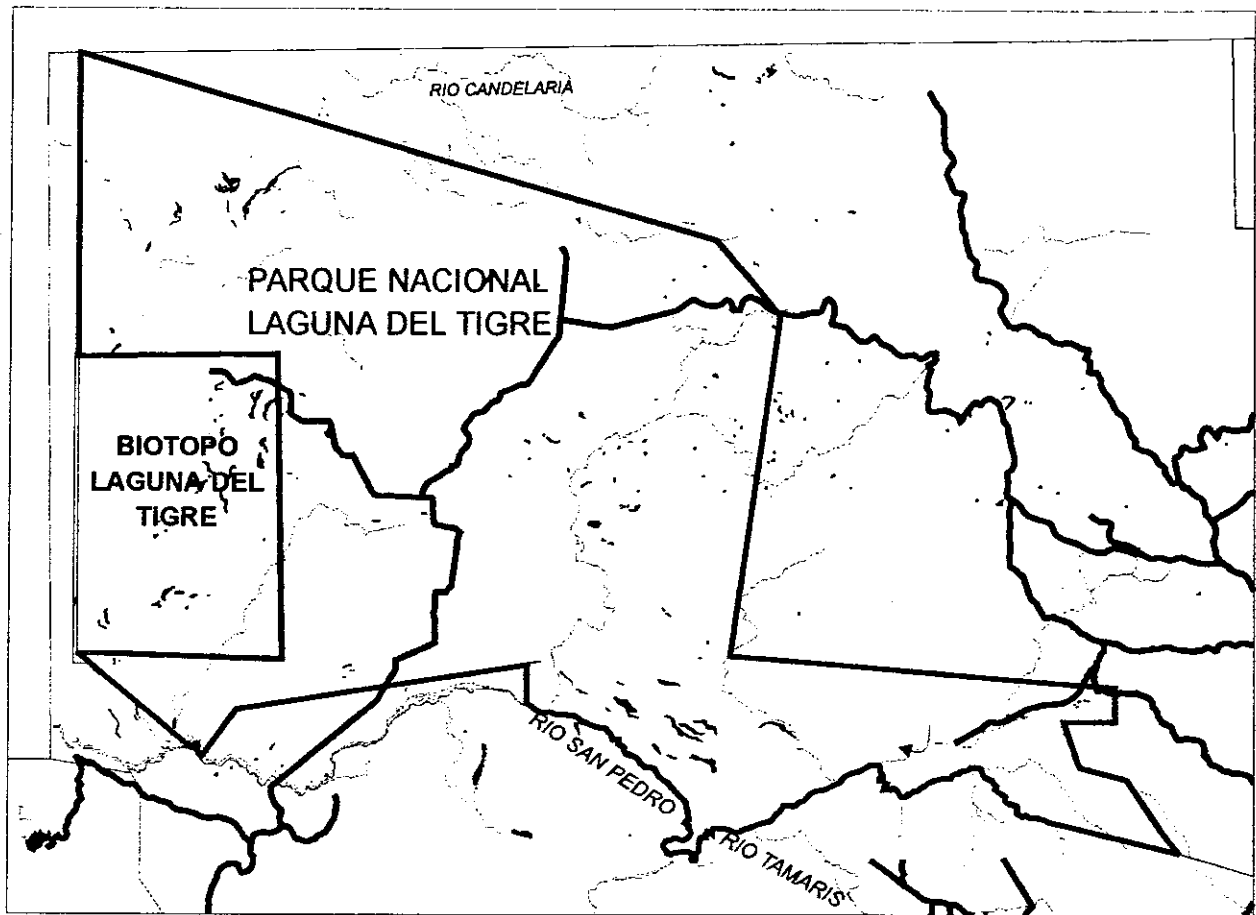 RIO CANDELARIA
PARQUE NACIONAL
LAGUNA DEL TIGRE
BIOTOPO
LAGUNA DEL
TIGRE
RIO SAN PEDRO
RIO TAMARIS